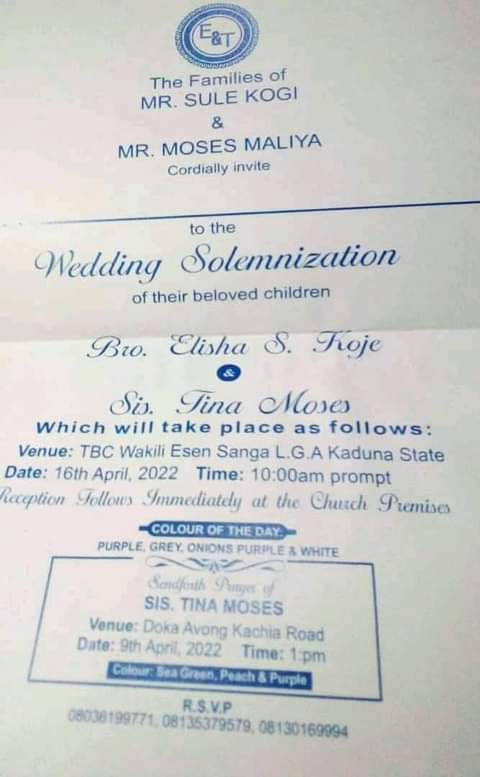 E&T
The Families of
MR. SULE KOGI
&
MR. MOSES MALIYA
Cordially invite
to the
Wedding Solemnization
of their beloved children
Bro. Elisha S. Koje
&
Sis. Tina Moses
Which will take place as follows:
Venue: TBC Wakili Esen Sanga L.G.A Kaduna State
Date: 16th April, 2022 Time: 10:00am prompt
Reception Follows Immediately at the Church Premises
COLOUR OF THE DAY:
PURPLE, GREY, ONIONS PURPLE & WHITE
Sendforth Prayer of
SIS. TINA MOSES
Venue: Doka Avong Kachia Road
Date: 9th April, 2022 Time: 1:pm
Colour: Sea Green, Peach & Purple
R.S.V.P
08036199771, 08135379579, 08130169994